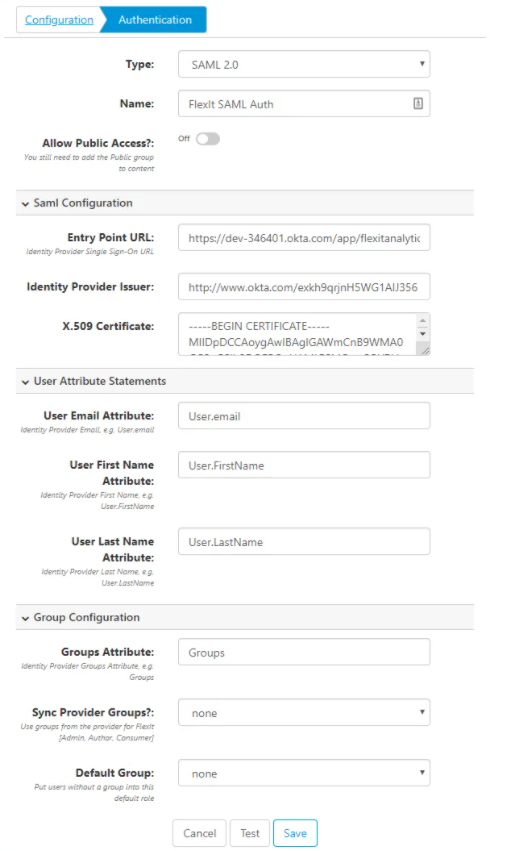 Configuration
Authentication
Type:
SAML 2.0
Name:
FlexIt SAML Auth
Allow Public Access?:
Off
You still need to add the Public group
to content
Saml Configuration
Entry Point URL:
https://dev-346401.okta.com/app/flexitanalytic
Identity Provider Single Sign-On URL
Identity Provider Issuer:
http://www.okta.com/exkh9qrjnH5WG1AIJ356
X.509 Certificate:
-----BEGIN CERTIFICATE-----
MIIDpDCCAoygAwIBAgIGAWmCnB9WMA0
User Attribute Statements
User Email Attribute:
User.email
Identity Provider Email, e.g. User.email
User First Name
Attribute:
User.FirstName
Identity Provider First Name, e.g.
User.FirstName
User Last Name
Attribute:
User.LastName
Identity Provider Last Name, e.g.
User.LastName
Group Configuration
Groups Attribute:
Groups
Identity Provider Groups Attribute, e.g.
Groups
Sync Provider Groups?:
none
Use groups from the provider for FlexIt
[Admin, Author, Consumer]
Default Group:
none
Put users without a group into this
default role
Cancel
Test
Save